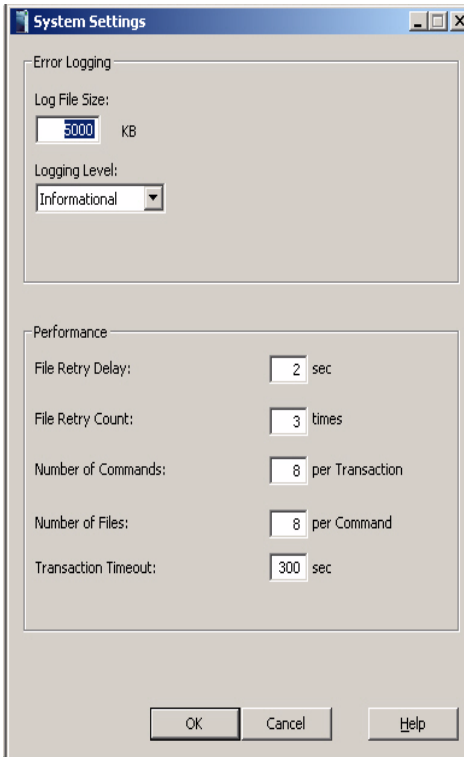 System Settings
Error Logging
Log File Size:
5000 KB
Logging Level:
Informational
Performance
File Retry Delay: 2 sec
File Retry Count: 3 times
Number of Commands: 8 per Transaction
Number of Files: 8 per Command
Transaction Timeout: 300 sec
OK Cancel Help